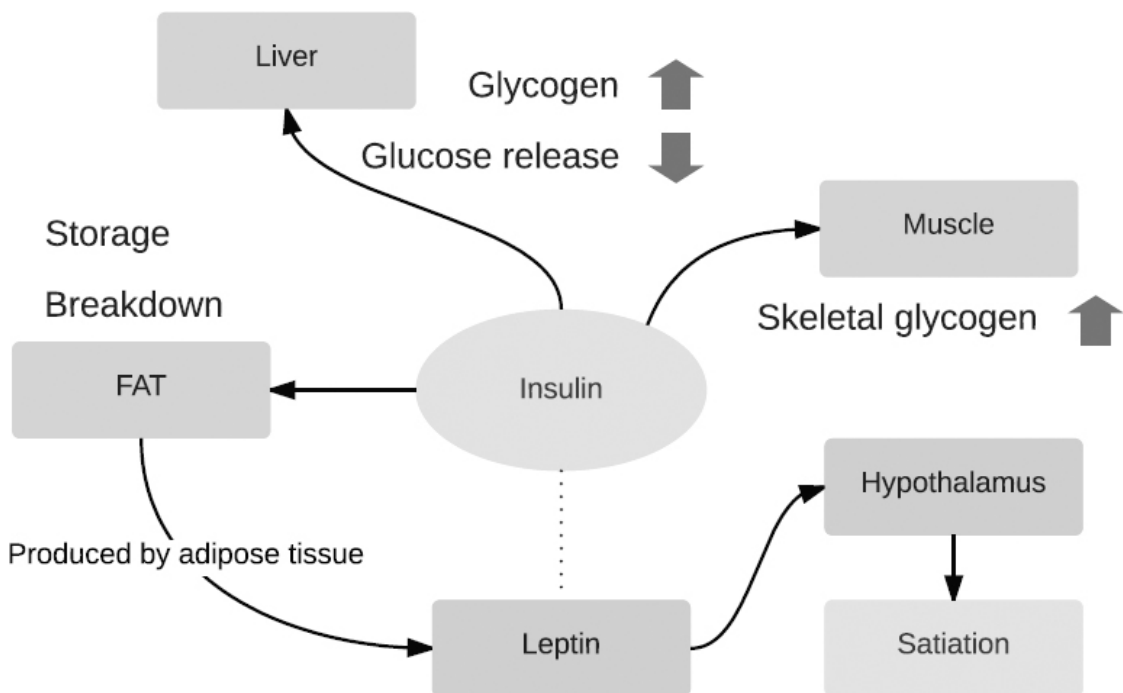 Liver
Glycogen
Glucose release
Muscle
Storage
Breakdown
Skeletal glycogen
FAT
Insulin
Hypothalamus
Produced by adipose tissue
Leptin
Satiation